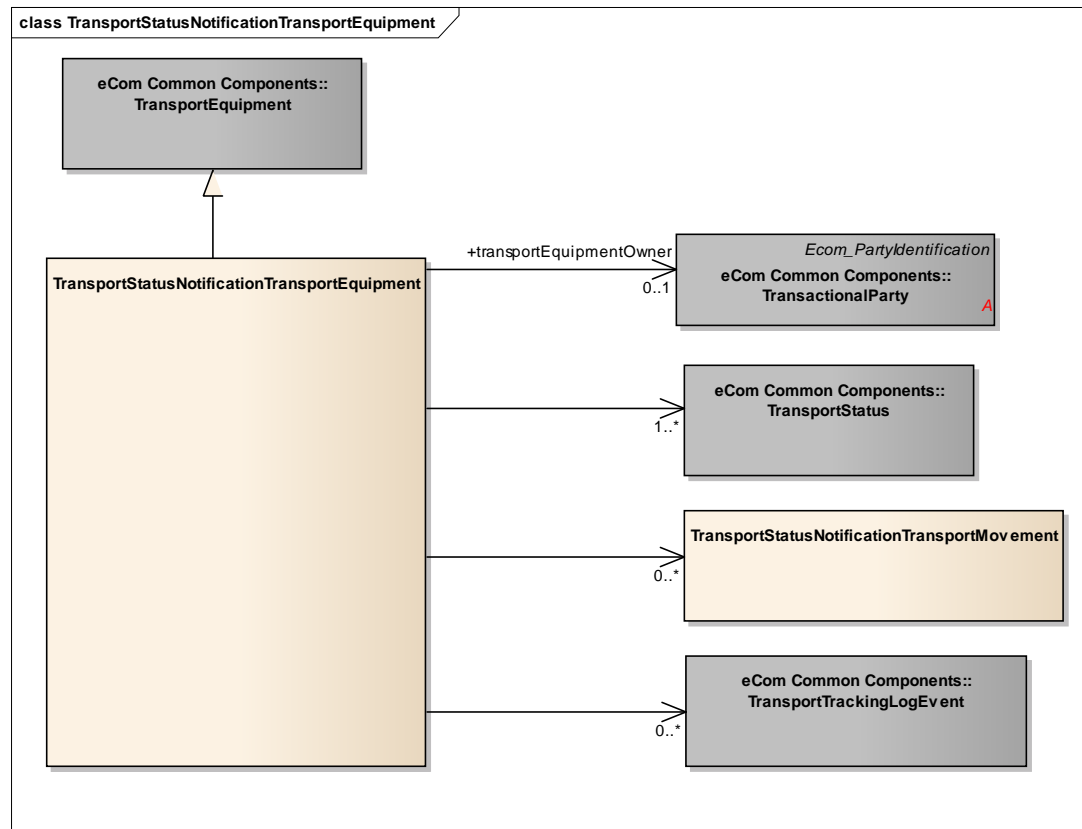 class TransportStatusNotificationTransportEquipment
eCom Common Components::
TransportEquipment
TransportStatusNotificationTransportEquipment
+transportEquipmentOwner
0..1
Ecom_PartyIdentification
eCom Common Components::
TransactionalParty
A
eCom Common Components::
TransportStatus
1..*
TransportStatusNotificationTransportMovement
0..*
eCom Common Components::
TransportTrackingLogEvent
0..*